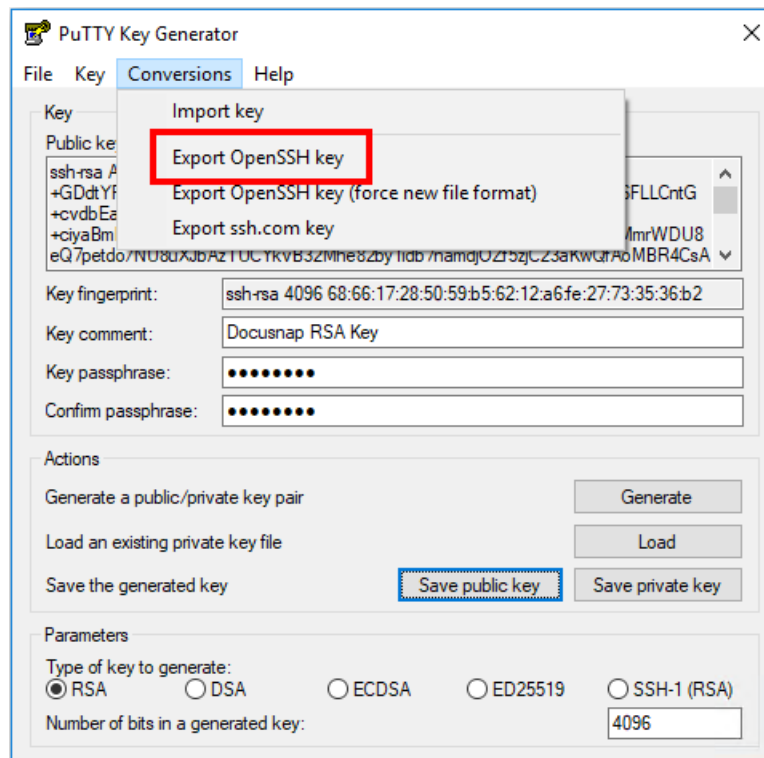 PuTTY Key Generator
File Key Conversions Help
Import key
Export OpenSSH key
Export OpenSSH key (force new file format)
Export ssh.com key
Key
Public
ssh-rsa
+cvdbEa
Key fingerprint: ssh-rsa 4096 68:66:17:28:50:59:b5:62:12:a6:fe:27:73:35:36:b2
Key comment: Docusnap RSA Key
Key passphrase: ●●●●●●●●
Confirm passphrase: ●●●●●●●●
Actions
Generate a public/private key pair Generate
Load an existing private key file Load
Save the generated key Save public key Save private key
Parameters
Type of key to generate:
RSA DSA ECDSA ED25519 SSH-1 (RSA)
Number of bits in a generated key: 4096